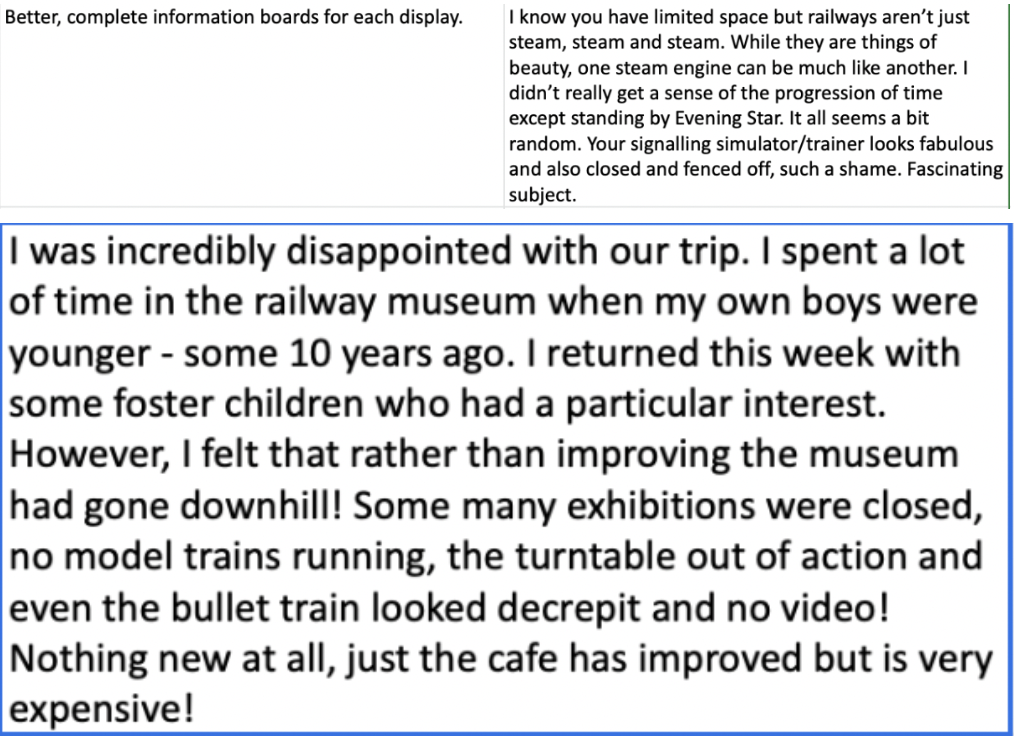 Better, complete information boards for each display.
I know you have limited space but railways aren’t just
steam, steam and steam. While they are things of
beauty, one steam engine can be much like another. I
didn’t really get a sense of the progression of time
except standing by Evening Star. It all seems a bit
random. Your signalling simulator/trainer looks fabulous
and also closed and fenced off, such a shame. Fascinating
subject.
I was incredibly disappointed with our trip. I spent a lot
of time in the railway museum when my own boys were
younger - some 10 years ago. I returned this week with
some foster children who had a particular interest.
However, I felt that rather than improving the museum
had gone downhill! Some many exhibitions were closed,
no model trains running, the turntable out of action and
even the bullet train looked decrepit and no video!
Nothing new at all, just the cafe has improved but is very
expensive!